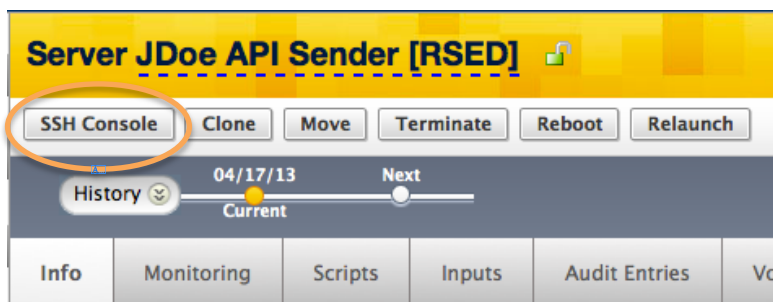 Server JDoe API Sender [RSED]
SSH Console Clone Move Terminate Reboot Relaunch
04/17/13 Next
History
Current
Info Monitoring Scripts Inputs Audit Entries